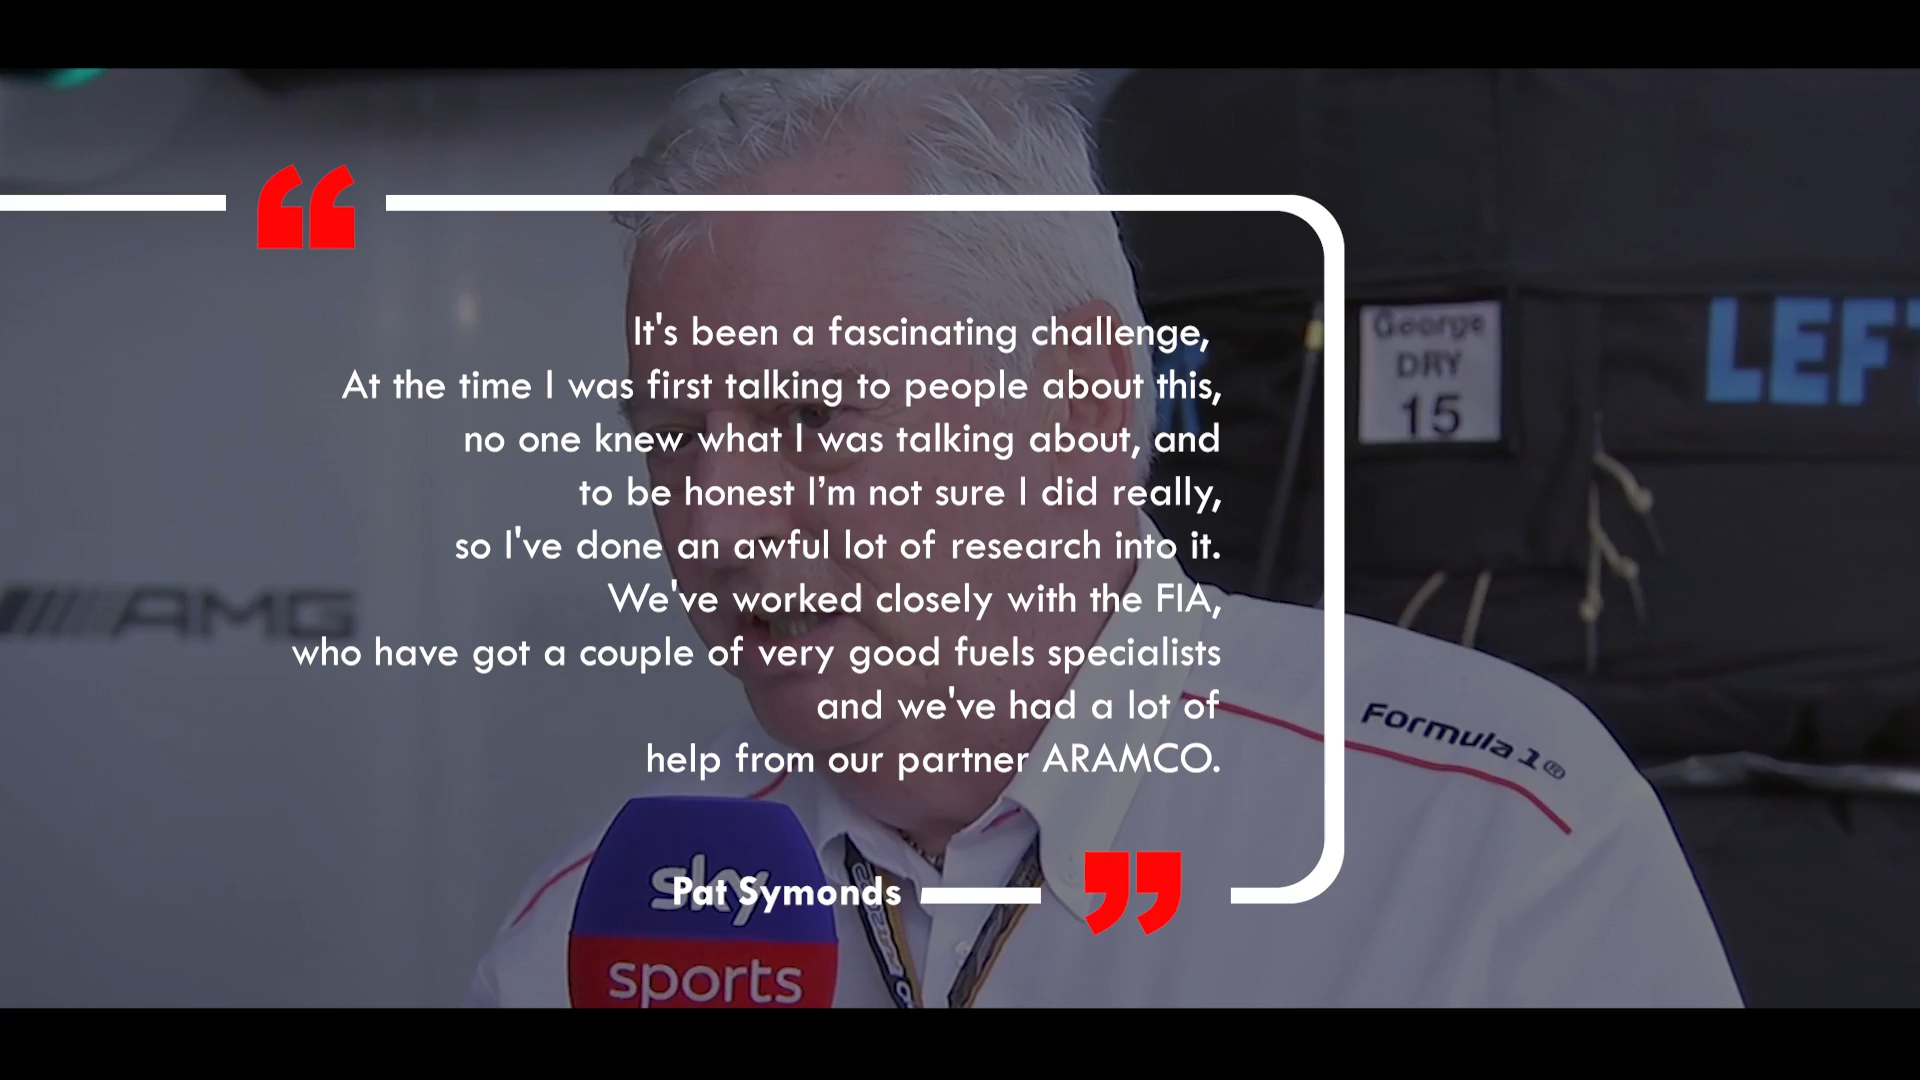 It's been a fascinating challenge,
At the time I was first talking to people about this,
no one knew what I was talking about, and
to be honest I’m not sure I did really,
so I've done an awful lot of research into it.
We've worked closely with the FIA,
who have got a couple of very good fuels specialists
and we've had a lot of
help from our partner ARAMCO.
Pat Symonds
George
DRY
15
LEFT
AMG
Formula 1®
sky
sports